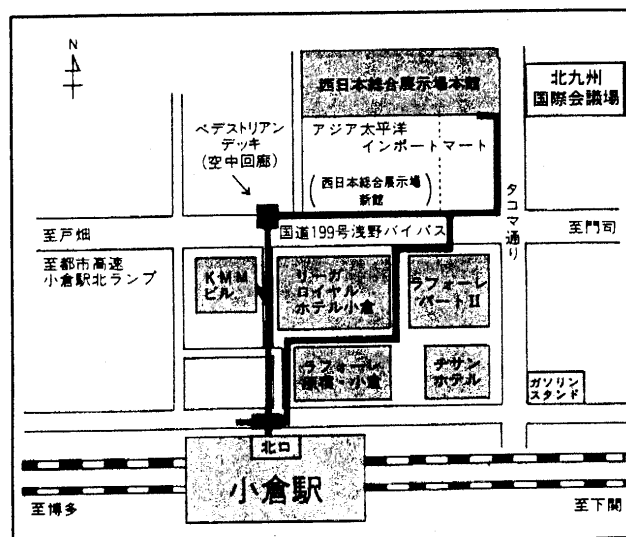 N
西日本総合展示場本館
北九州
国際会議場
ペデストリアン
デッキ
(空中回廊)
アジア太平洋
インポートマート
(西日本総合展示場
新館)
タコマ通り
至戸畑
国道199号浅野バイパス
至門司
至都市高速
小倉駅北ランプ
KMM
ビル
リーガ
ロイヤル
ホテル小倉
ラフォーレ
パートⅡ
ラフォーレ
原宿・小倉
チサン
ホテル
ガソリン
スタンド
北口
小倉駅
至博多
至下関